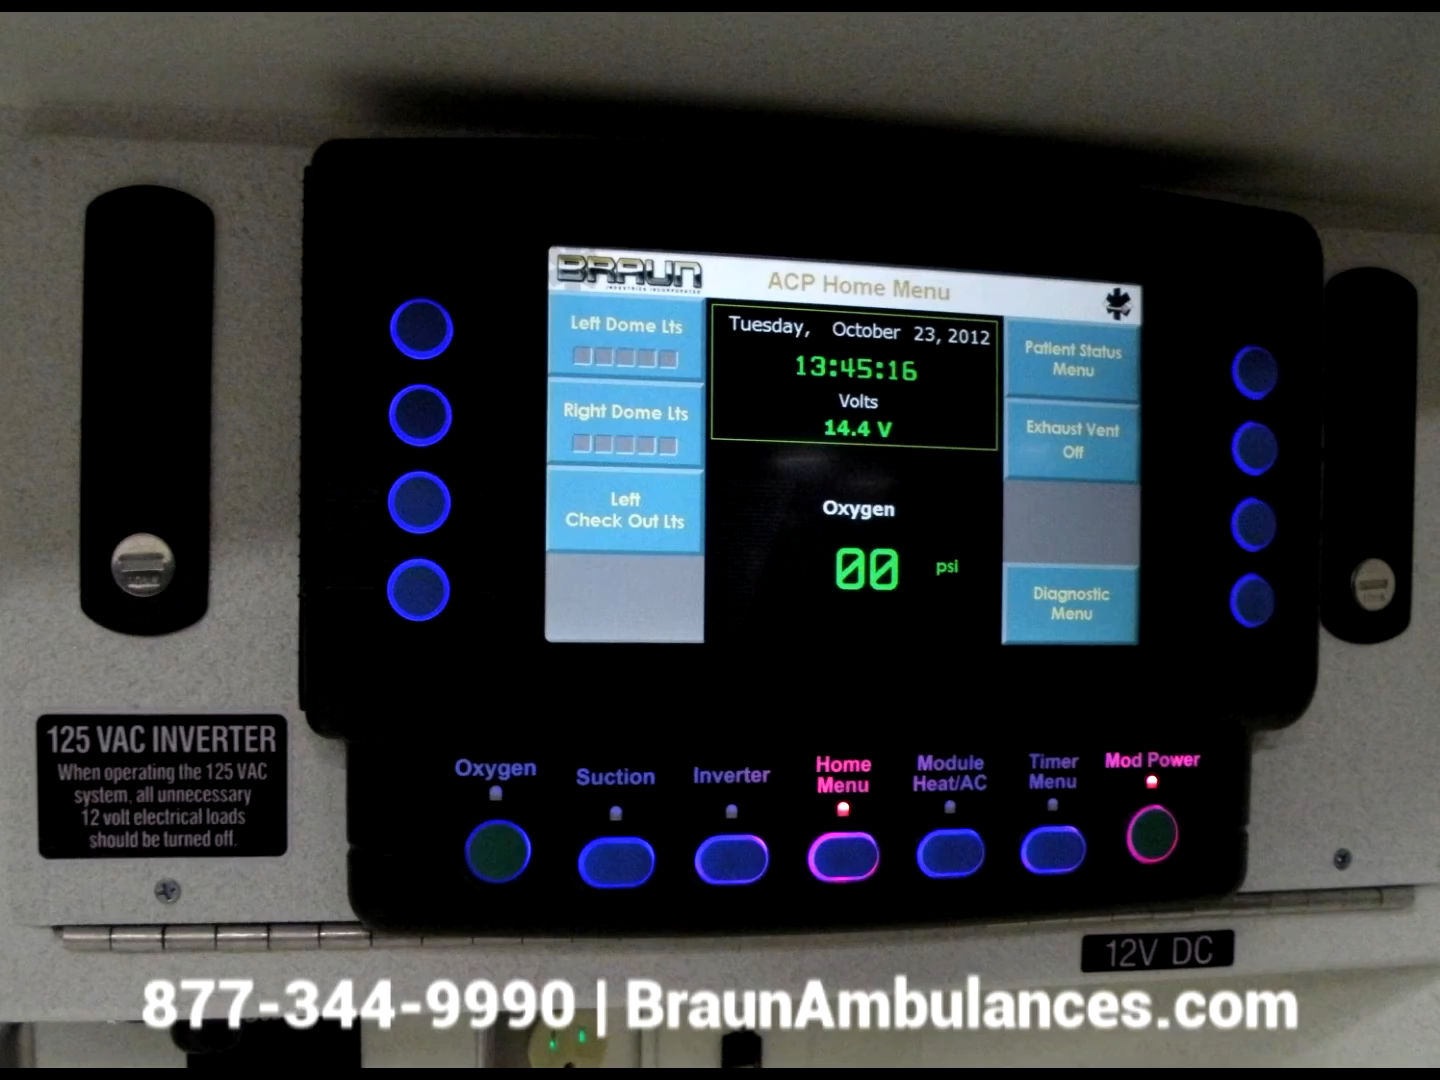 BRAUN
INDUSTRIES INCORPORATED
ACP Home Menu
Left Dome Lts
Right Dome Lts
Left
Check Out Lts
Tuesday, October 23, 2012
13:45:16
Volts
14.4 V
Oxygen
00 psi
Patient Status
Menu
Exhaust Vent
Off
Diagnostic
Menu
125 VAC INVERTER
When operating the 125 VAC
system, all unnecessary
12 volt electrical loads
should be turned off.
Oxygen
Suction
Inverter
Home
Menu
Module
Heat/AC
Timer
Menu
Mod Power
12V DC
877-344-9990 | BraunAmbulances.com